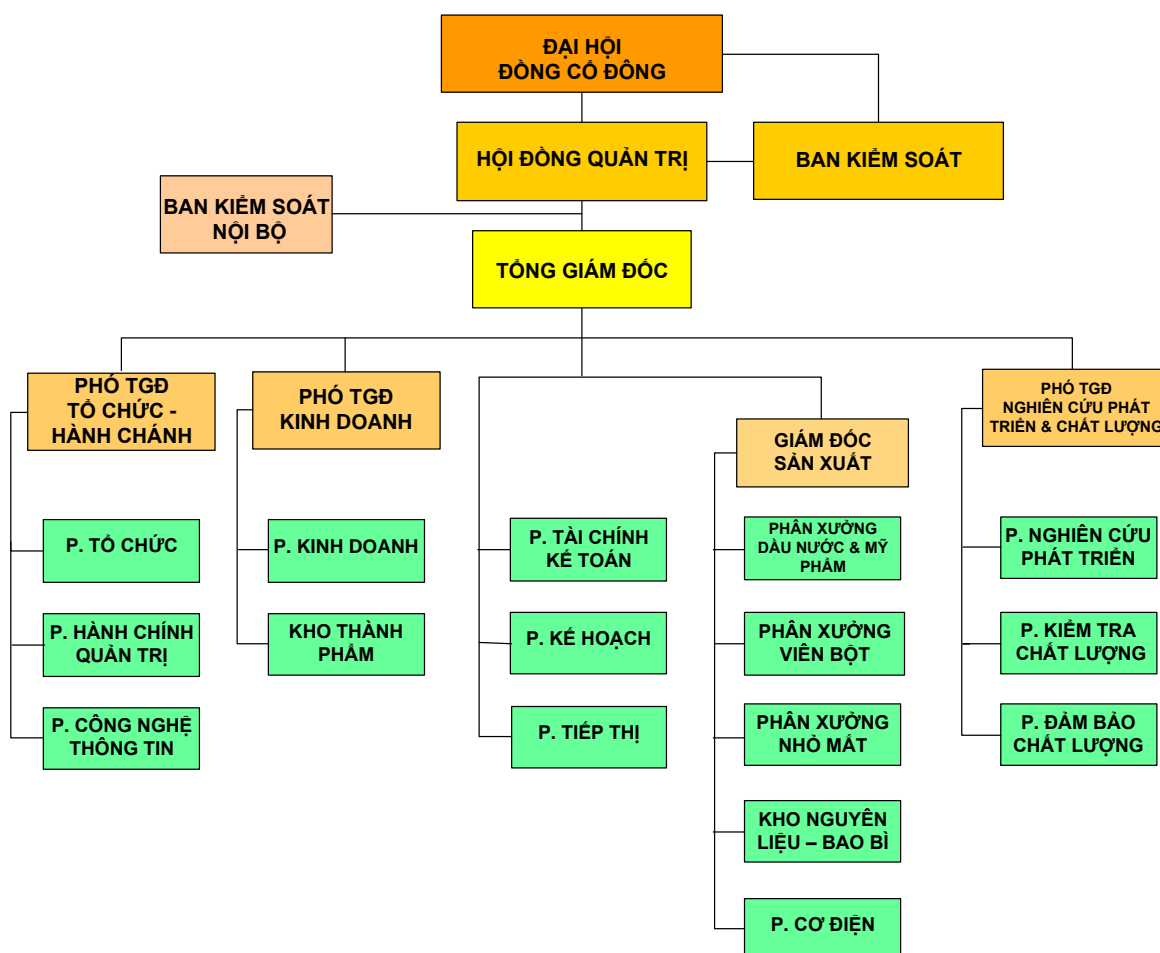 ĐẠI HỘI
ĐỒNG CỔ ĐÔNG
HỘI ĐỒNG QUẢN TRỊ
BAN KIỂM SOÁT
BAN KIỂM SOÁT
NỘI BỘ
TỔNG GIÁM ĐỐC
PHÓ TGĐ
TỔ CHỨC -
HÀNH CHÁNH
PHÓ TGĐ
KINH DOANH
GIÁM ĐỐC
SẢN XUẤT
PHÓ TGĐ
NGHIÊN CỨU PHÁT
TRIỂN & CHẤT LƯỢNG
P. TỔ CHỨC
P. HÀNH CHÍNH
QUẢN TRỊ
P. CÔNG NGHỆ
THÔNG TIN
P. KINH DOANH
KHO THÀNH
PHẨM
P. TÀI CHÍNH
KẾ TOÁN
P. KẾ HOẠCH
P. TIẾP THỊ
PHÂN XƯỞNG
DẦU NƯỚC & MỸ
PHẨM
PHÂN XƯỞNG
VIÊN BỘT
PHÂN XƯỞNG
NHỎ MẮT
KHO NGUYÊN
LIỆU – BAO BÌ
P. CƠ ĐIỆN
P. NGHIÊN CỨU
PHÁT TRIỂN
P. KIỂM TRA
CHẤT LƯỢNG
P. ĐẢM BẢO
CHẤT LƯỢNG